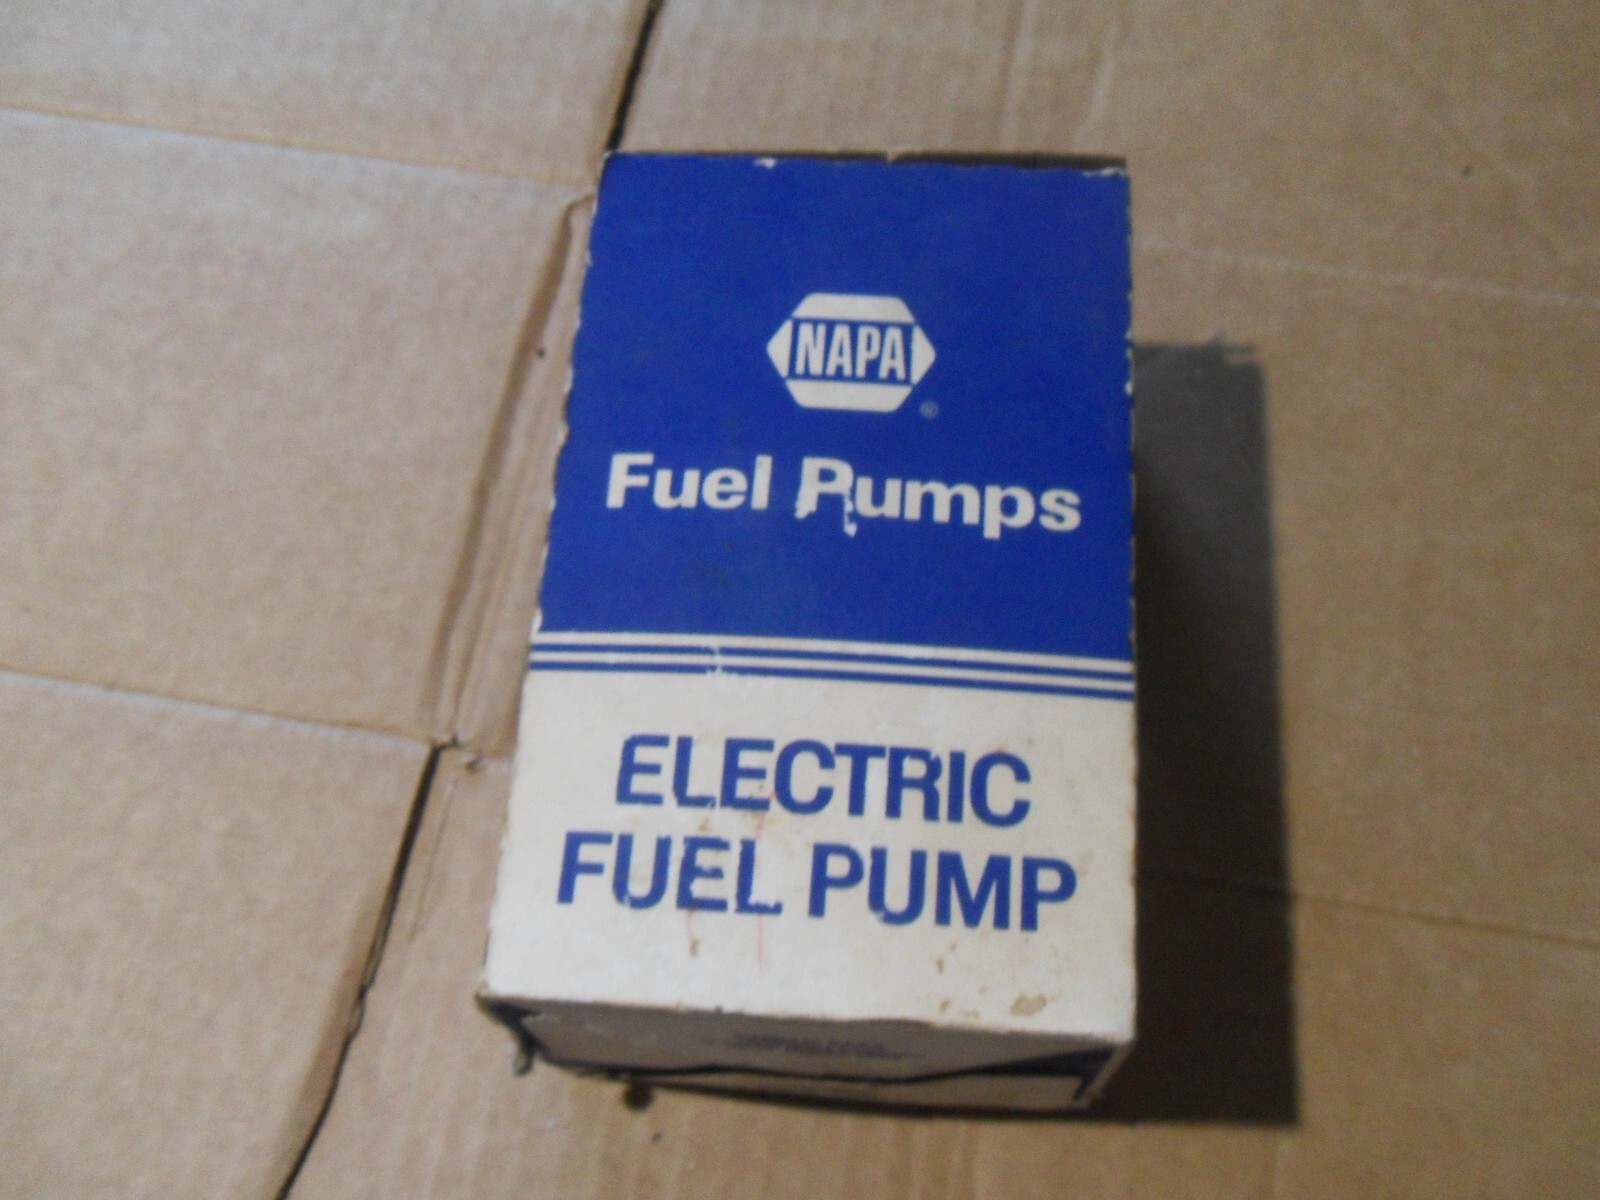 NAPA
®
Fuel Pumps
ELECTRIC
FUEL PUMP